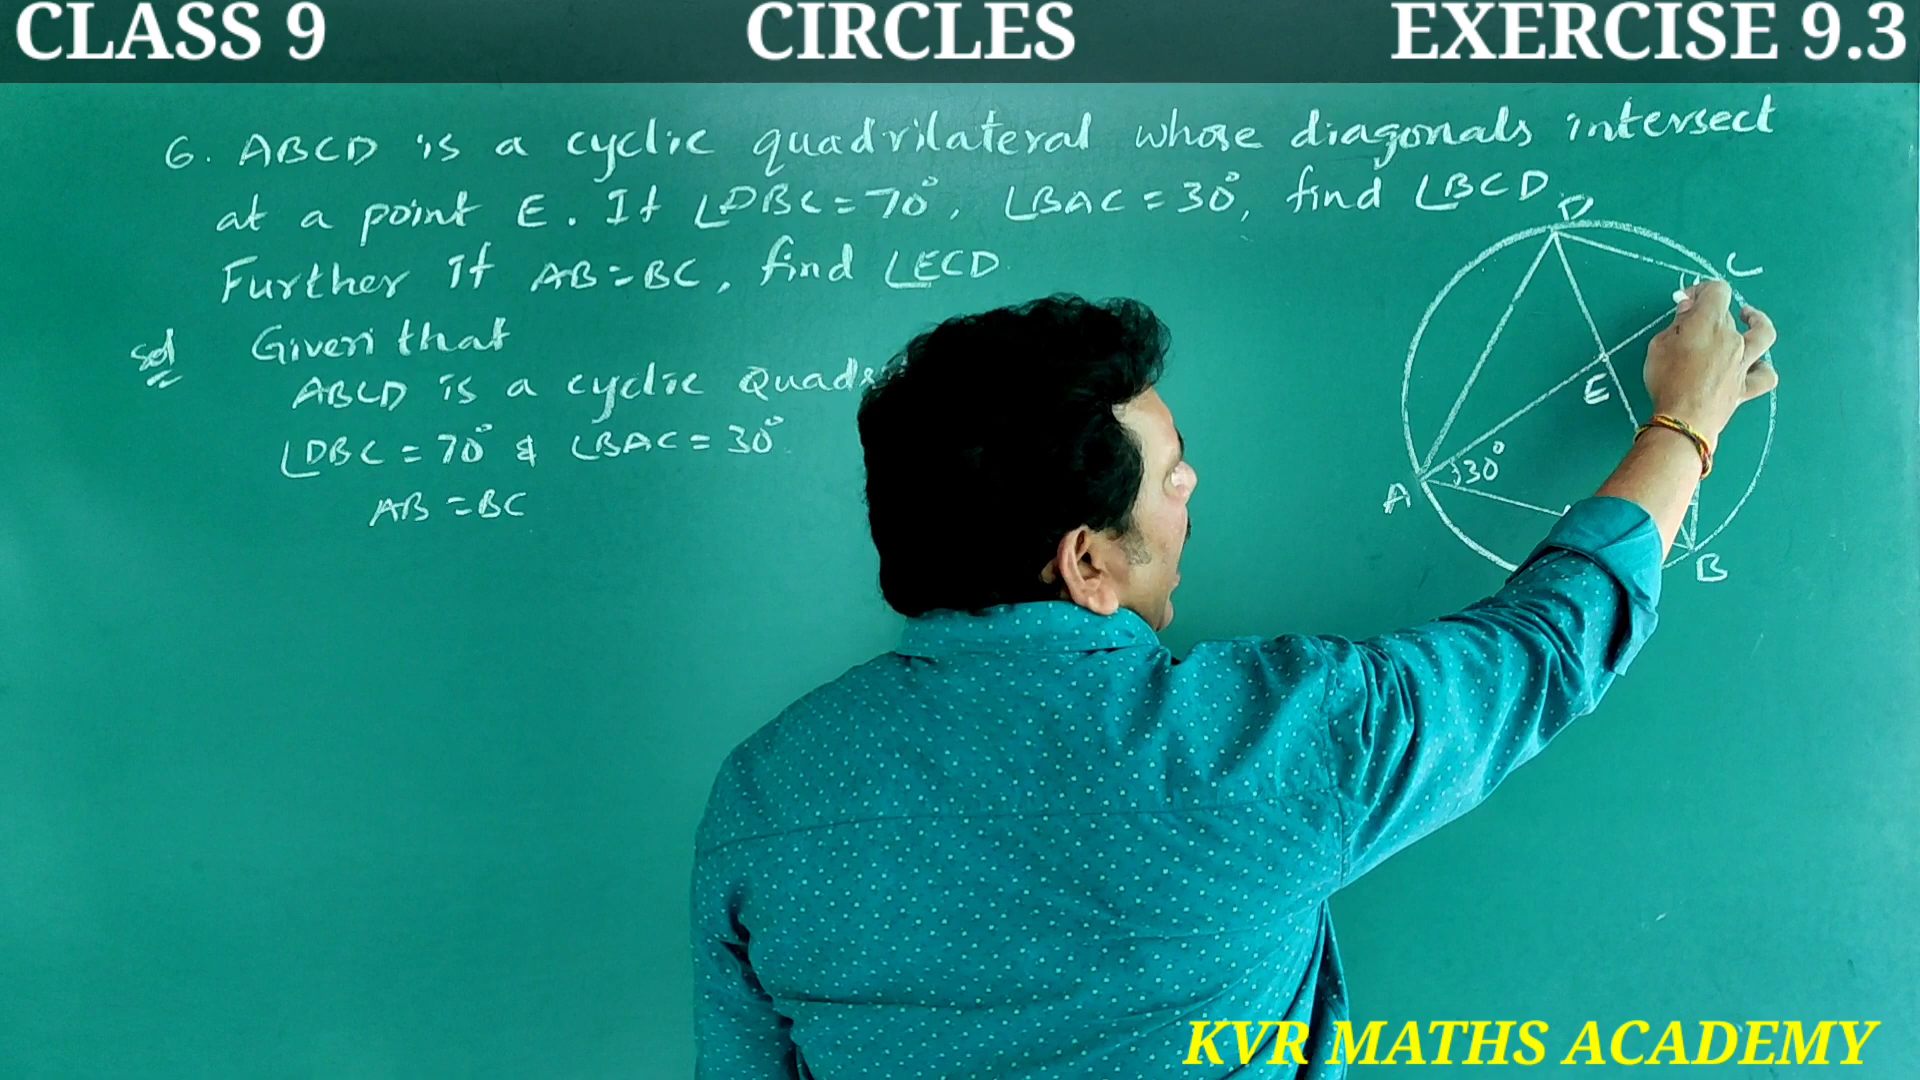 CLASS 9 CIRCLES EXERCISE 9.3
6. ABCD is a cyclic quadrilateral whose diagonals intersect
at a point E. If ∠DBC = 70°, ∠BAC = 30°, find ∠BCD.
Further if AB = BC, find ∠ECD.
Sol Given that
ABCD is a cyclic
∠DBC = 70° & ∠BAC = 30°.
AB = BC
D
C
E
30°
A
B
KVR MATHS ACADEMY